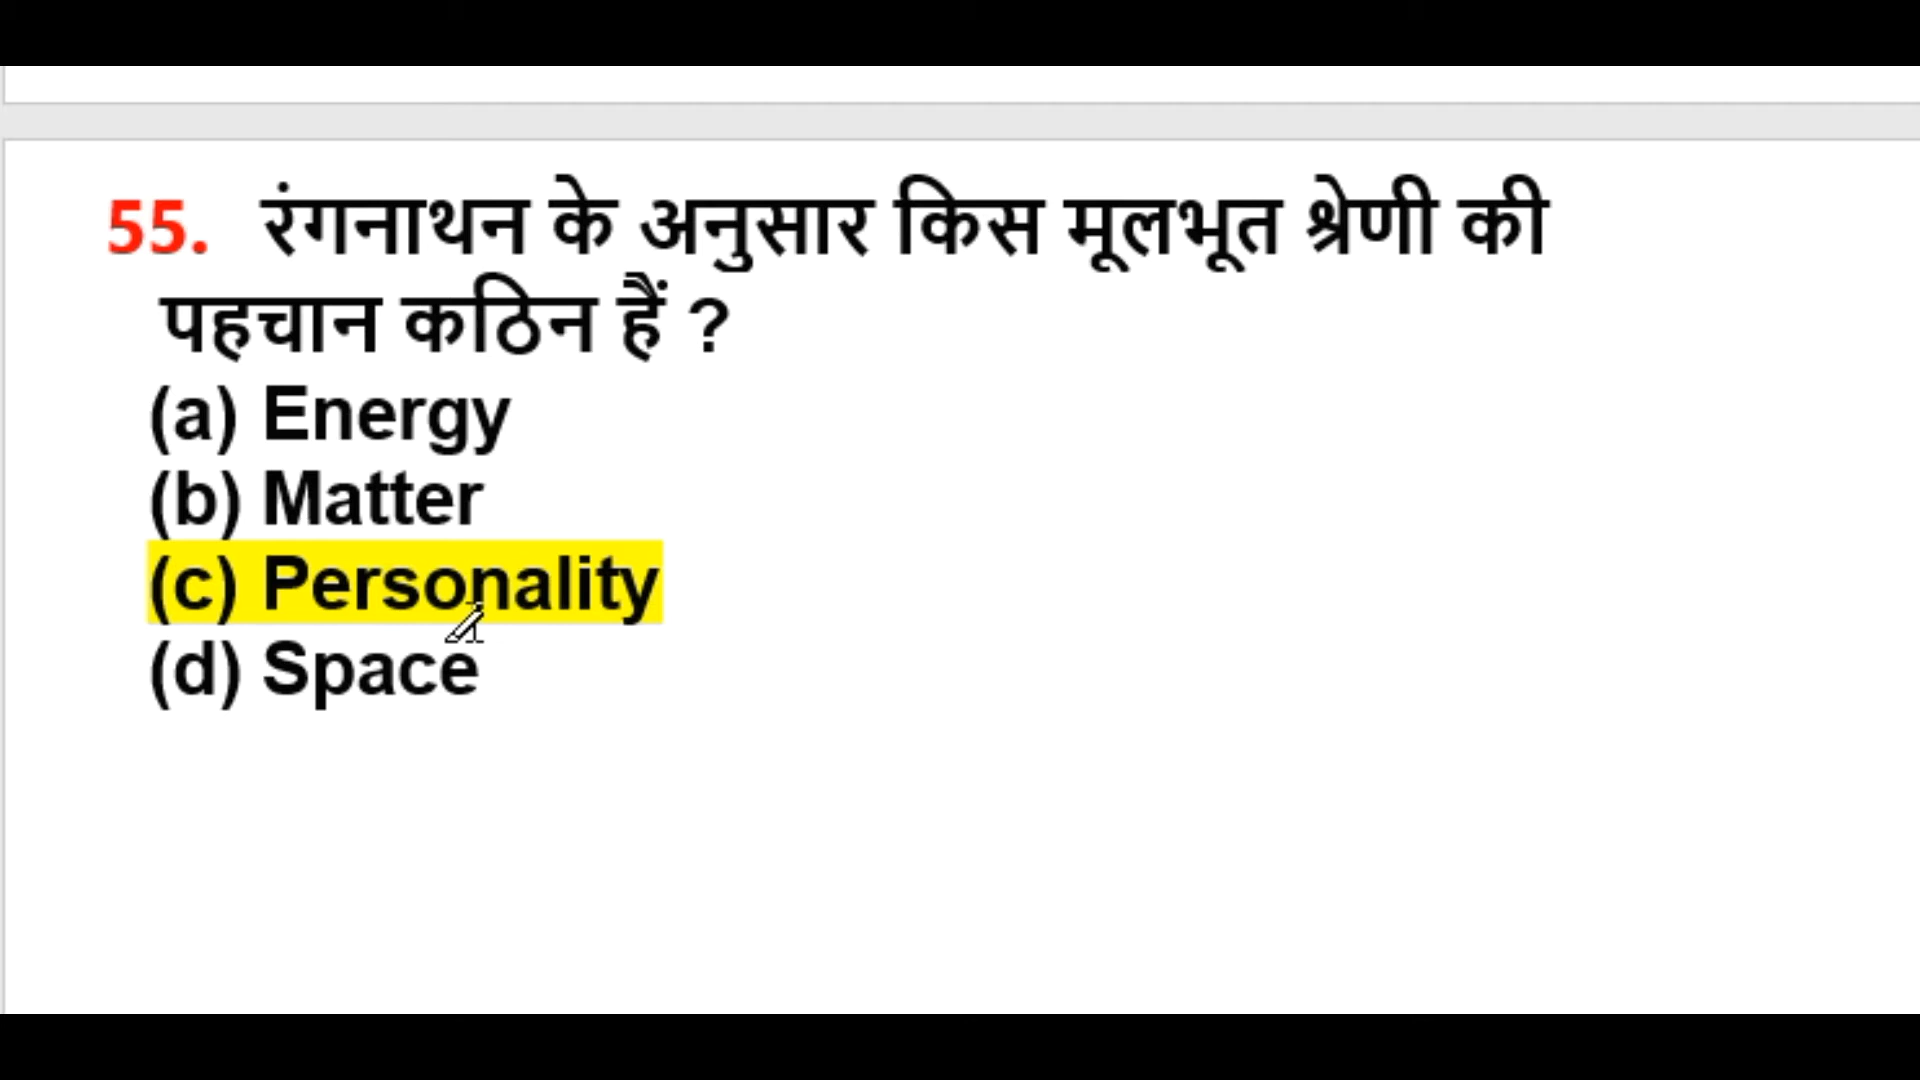 55. रंगनाथन के अनुसार किस मूलभूत श्रेणी की
पहचान कठिन हैं ?
(a) Energy
(b) Matter
(c) Personality
(d) Space